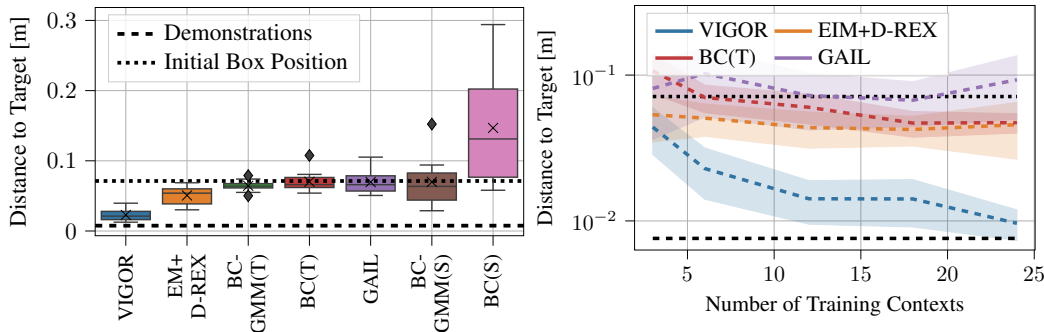 Distance to Target [m]
0.3
0.2
0.1
0
Demonstrations
Initial Box Position
VIGOR
EM+
D-REX
BC-
GMM(T)
BC(T)
GAIL
BC-
GMM(S)
BC(S)
Distance to Target [m]
10⁻¹
10⁻²
VIGOR
EIM+D-REX
BC(T)
GAIL
5
10
15
20
25
Number of Training Contexts